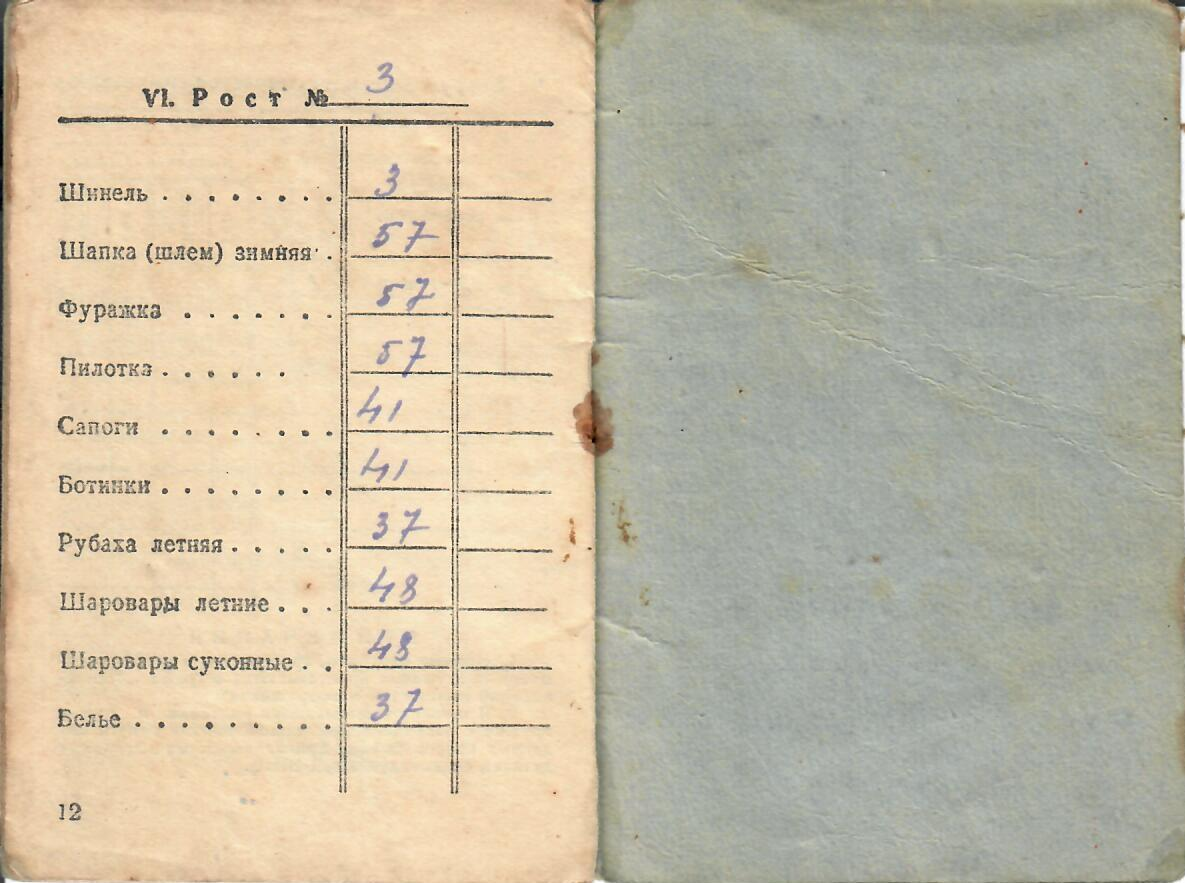 VI. Рост № 3
Шинель . . . . . . . . 3
Шапка (шлем) зимняя . 57
Фуражка . . . . . . . 57
Пилотка . . . . . . 57
Сапоги . . . . . . . . 41
Ботинки . . . . . . . . 41
Рубаха летняя . . . . . 37
Шаровары летние . . . 48
Шаровары суконные . . 48
Белье . . . . . . . . . 37
12